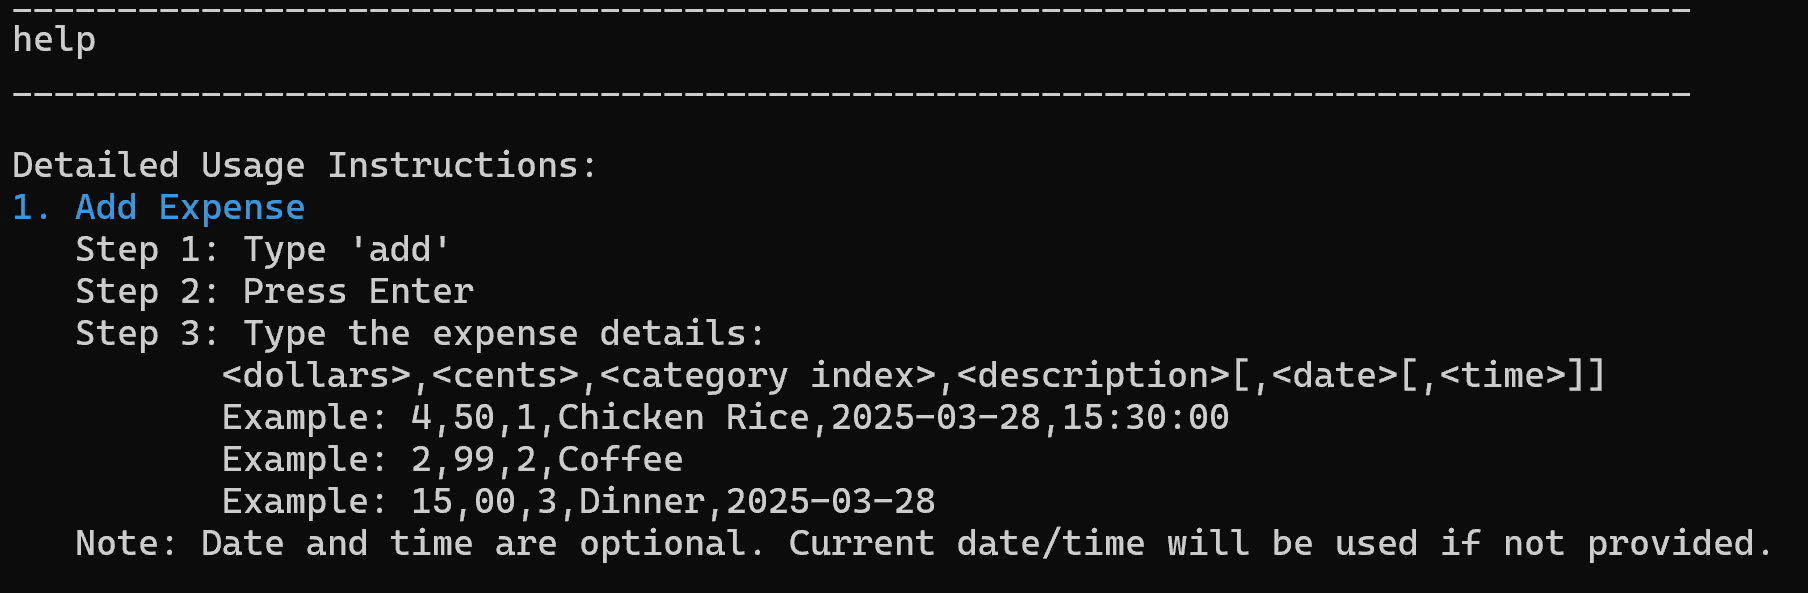 --------------------------------------------------------------------------------
help
--------------------------------------------------------------------------------
Detailed Usage Instructions:
1. Add Expense
   Step 1: Type 'add'
   Step 2: Press Enter
   Step 3: Type the expense details:
          <dollars>,<cents>,<category index>,<description>[,<date>[,<time>]]
          Example: 4,50,1,Chicken Rice,2025-03-28,15:30:00
          Example: 2,99,2,Coffee
          Example: 15,00,3,Dinner,2025-03-28
   Note: Date and time are optional. Current date/time will be used if not provided.